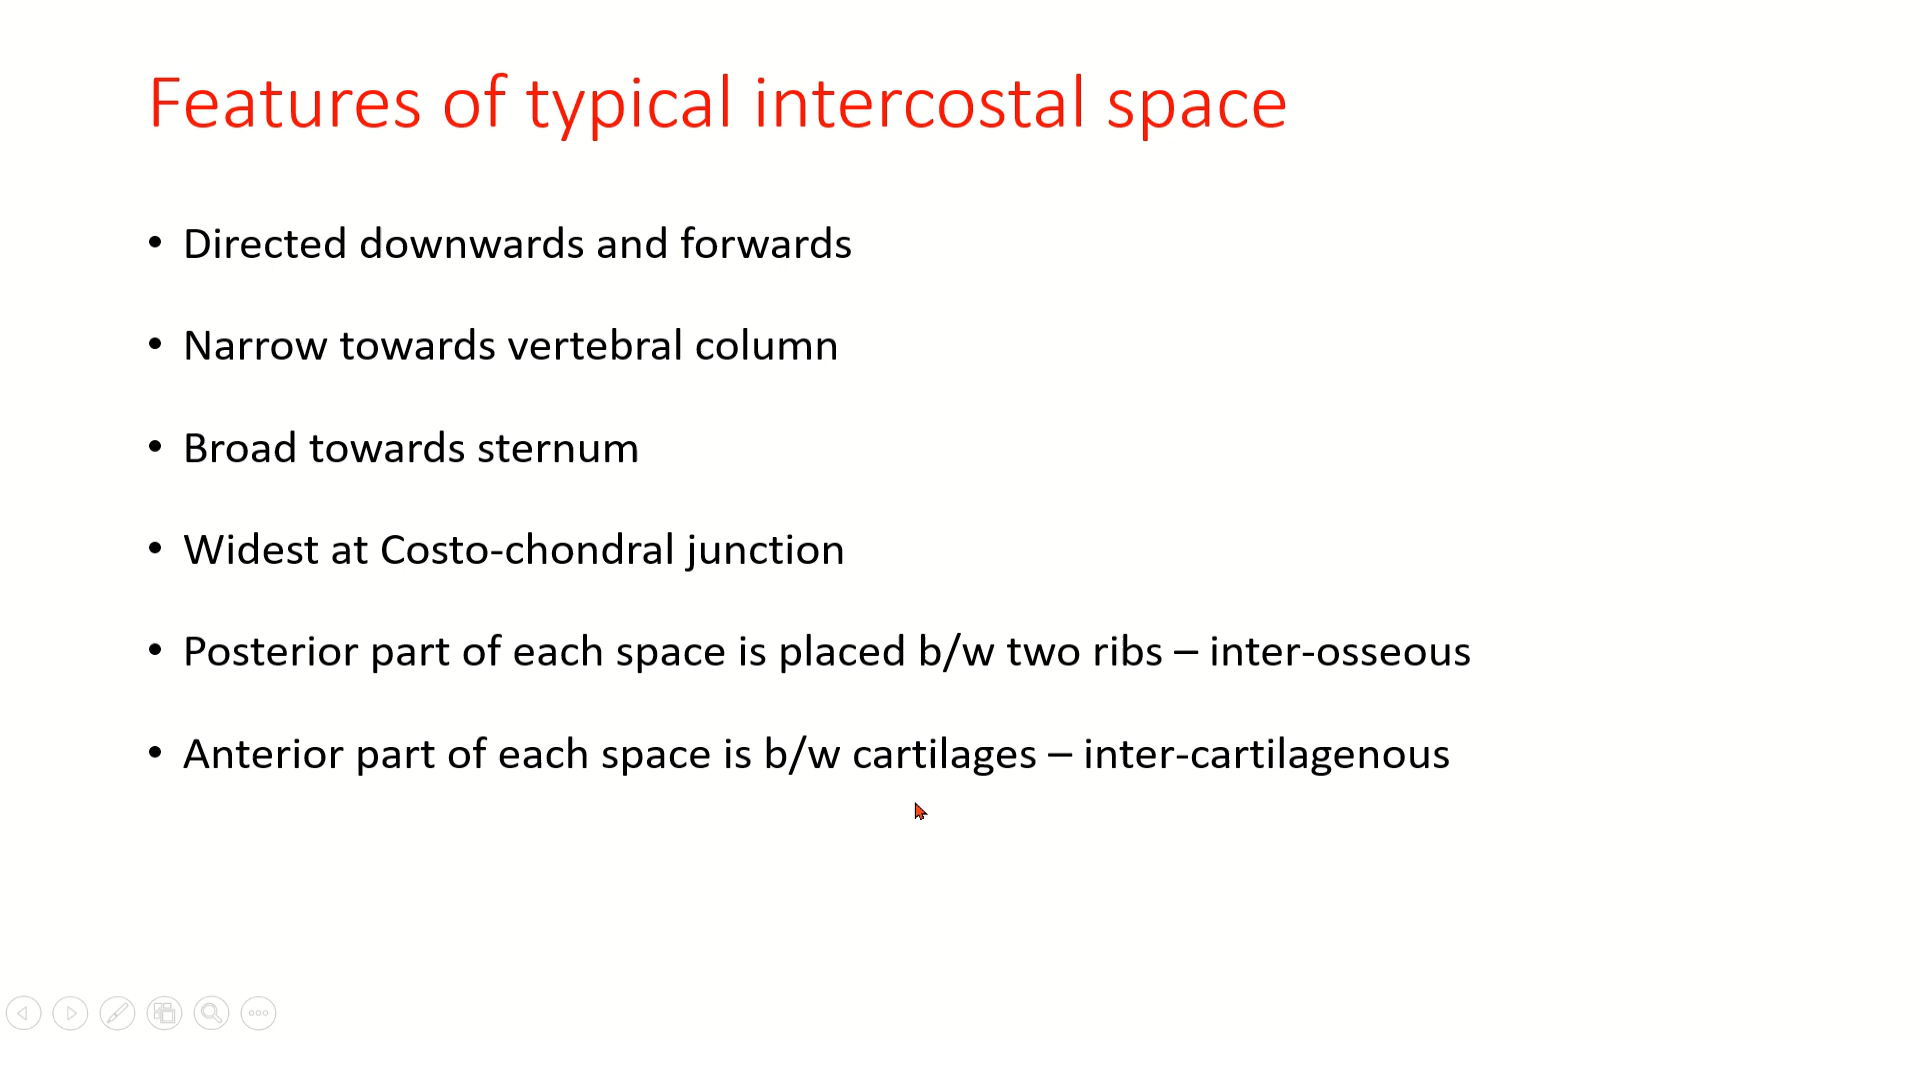 Features of typical intercostal space
• Directed downwards and forwards
• Narrow towards vertebral column
• Broad towards sternum
• Widest at Costo-chondral junction
• Posterior part of each space is placed b/w two ribs – inter-osseous
• Anterior part of each space is b/w cartilages – inter-cartilagenous